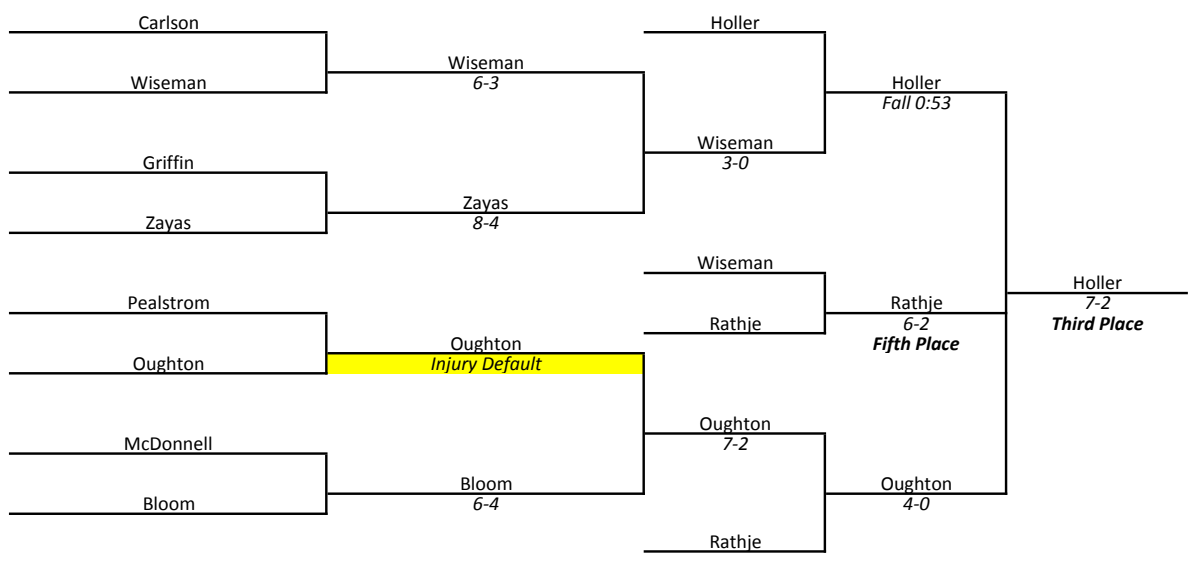 Carlson
Wiseman
Griffin
Zayas
Pealstrom
Oughton
McDonnell
Bloom
Wiseman
6-3
Zayas
8-4
Oughton
Injury Default
Bloom
6-4
Holler
Wiseman
3-0
Wiseman
Rathje
Oughton
7-2
Rathje
Holler
Fall 0:53
Rathje
6-2
Fifth Place
Oughton
4-0
Holler
7-2
Third Place